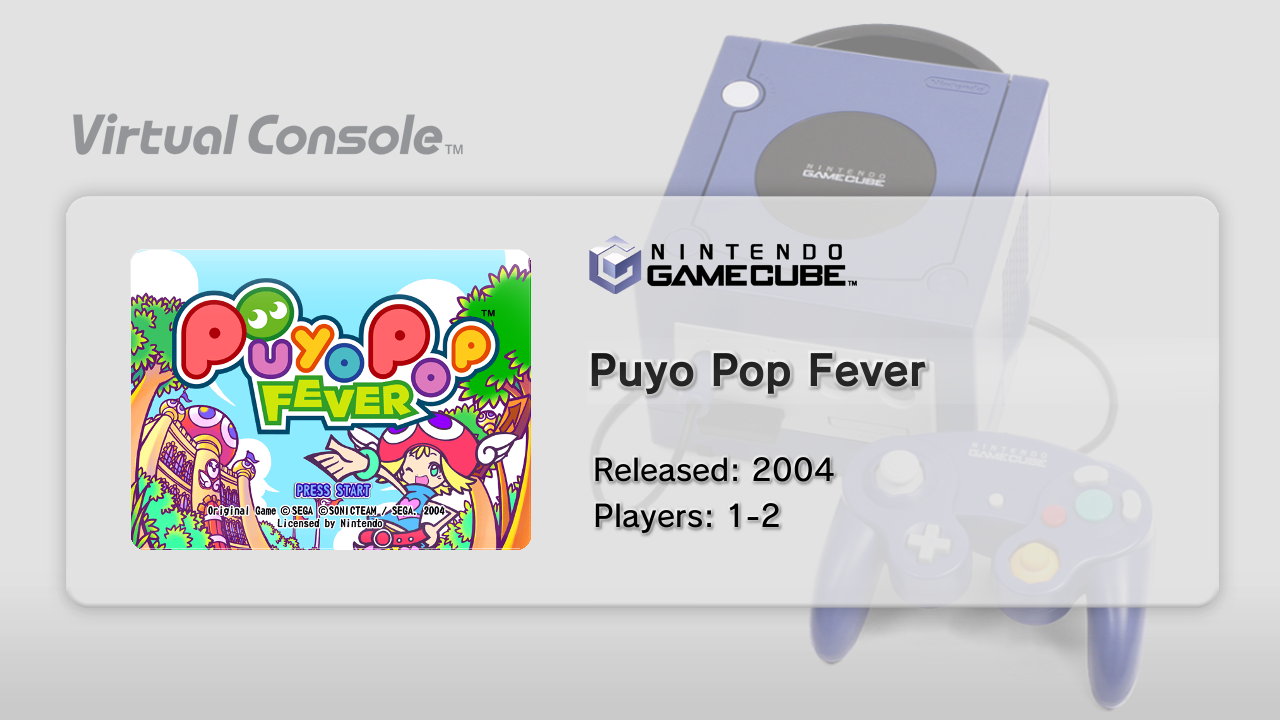 Nintendo
NINTENDO
GAMECUBE
Virtual Console™
NINTENDO
GAMECUBE™
PUYO POP™
FEVER
PRESS START
Original Game ©SEGA ©SONICTEAM / SEGA, 2004
Licensed by Nintendo
Puyo Pop Fever
Released: 2004
Players: 1-2
NINTENDO
GAMECUBE